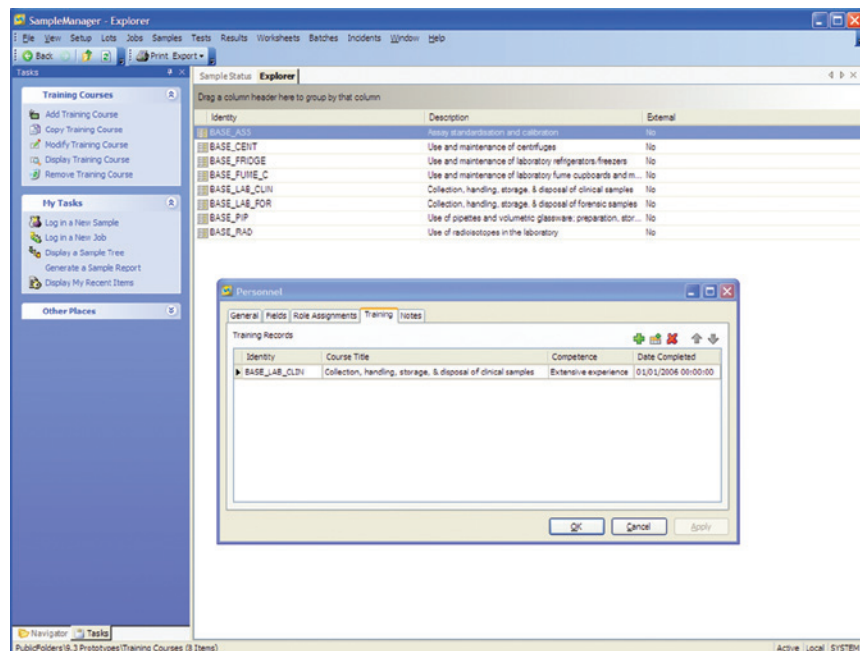 SampleManager - Explorer
File View Setup Lots Jobs Samples Tests Results Worksheets Batches Incidents Window Help
Back Print Export
Tasks
Sample Status Explorer
Training Courses
Drag a column header here to group by that column
Add Training Course
Copy Training Course
Modify Training Course
Display Training Course
Remove Training Course
Identity Description External
BASE_ASS Assay standardisation and calibration No
BASE_CENT Use and maintenance of centrifuges No
BASE_FRIDGE Use and maintenance of laboratory refrigerators/freezers No
BASE_FUME_C Use and maintenance of laboratory fume cupboards and m... No
BASE_LAB_CLIN Collection, handling, storage, & disposal of clinical samples No
BASE_LAB_FOR Collection, handling, storage, & disposal of forensic samples No
BASE_PIP Use of pipettes and volumetric glassware; preparation, stor... No
BASE_RAD Use of radioisotopes in the laboratory No
My Tasks
Log in a New Sample
Log in a New Job
Display a Sample Tree
Generate a Sample Report
Display My Recent Items
Other Places
Personnel
General Fields Role Assignments Training Notes
Training Records
Identity Course Title Competence Date Completed
BASE_LAB_CLIN Collection, handling, storage, & disposal of clinical samples Extensive experience 01/01/2006 00:00:00
OK Cancel Apply
Navigator Tasks
PublicFolders\9.3 Prototypes\Training Courses (8 Items) Active Local SYSTEM